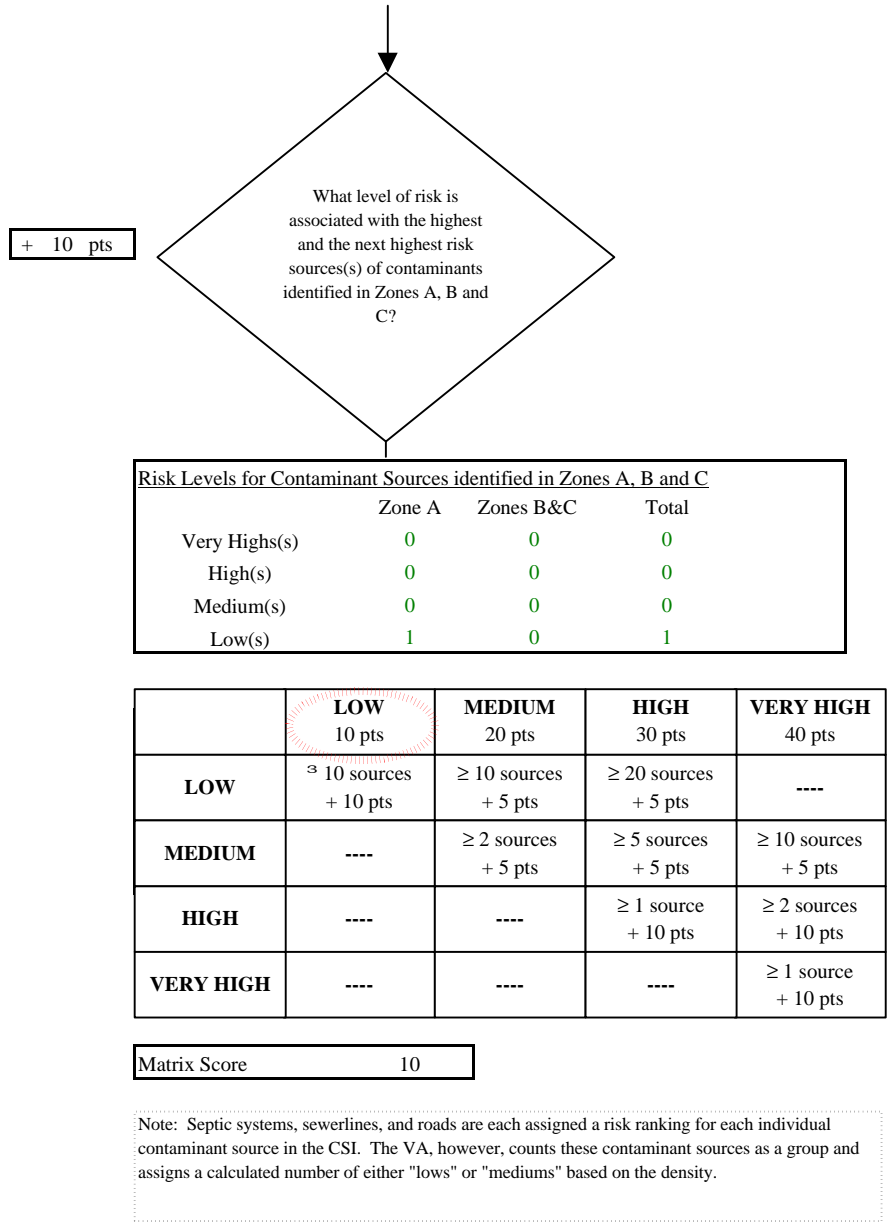 What level of risk is
associated with the highest
and the next highest risk
sources(s) of contaminants
identified in Zones A, B and
C?
+ 10 pts
Risk Levels for Contaminant Sources identified in Zones A, B and C
Zone A Zones B&C Total
Very Highs(s) 0 0 0
High(s) 0 0 0
Medium(s) 0 0 0
Low(s) 1 0 1
LOW MEDIUM HIGH VERY HIGH
10 pts 20 pts 30 pts 40 pts
LOW ³ 10 sources ≥ 10 sources ≥ 20 sources ----
+ 10 pts + 5 pts + 5 pts
MEDIUM ---- ≥ 2 sources ≥ 5 sources ≥ 10 sources
+ 5 pts + 5 pts + 5 pts
HIGH ---- ---- ≥ 1 source ≥ 2 sources
+ 10 pts + 10 pts
VERY HIGH ---- ---- ---- ≥ 1 source
+ 10 pts
Matrix Score 10
Note: Septic systems, sewerlines, and roads are each assigned a risk ranking for each individual
contaminant source in the CSI. The VA, however, counts these contaminant sources as a group and
assigns a calculated number of either "lows" or "mediums" based on the density.